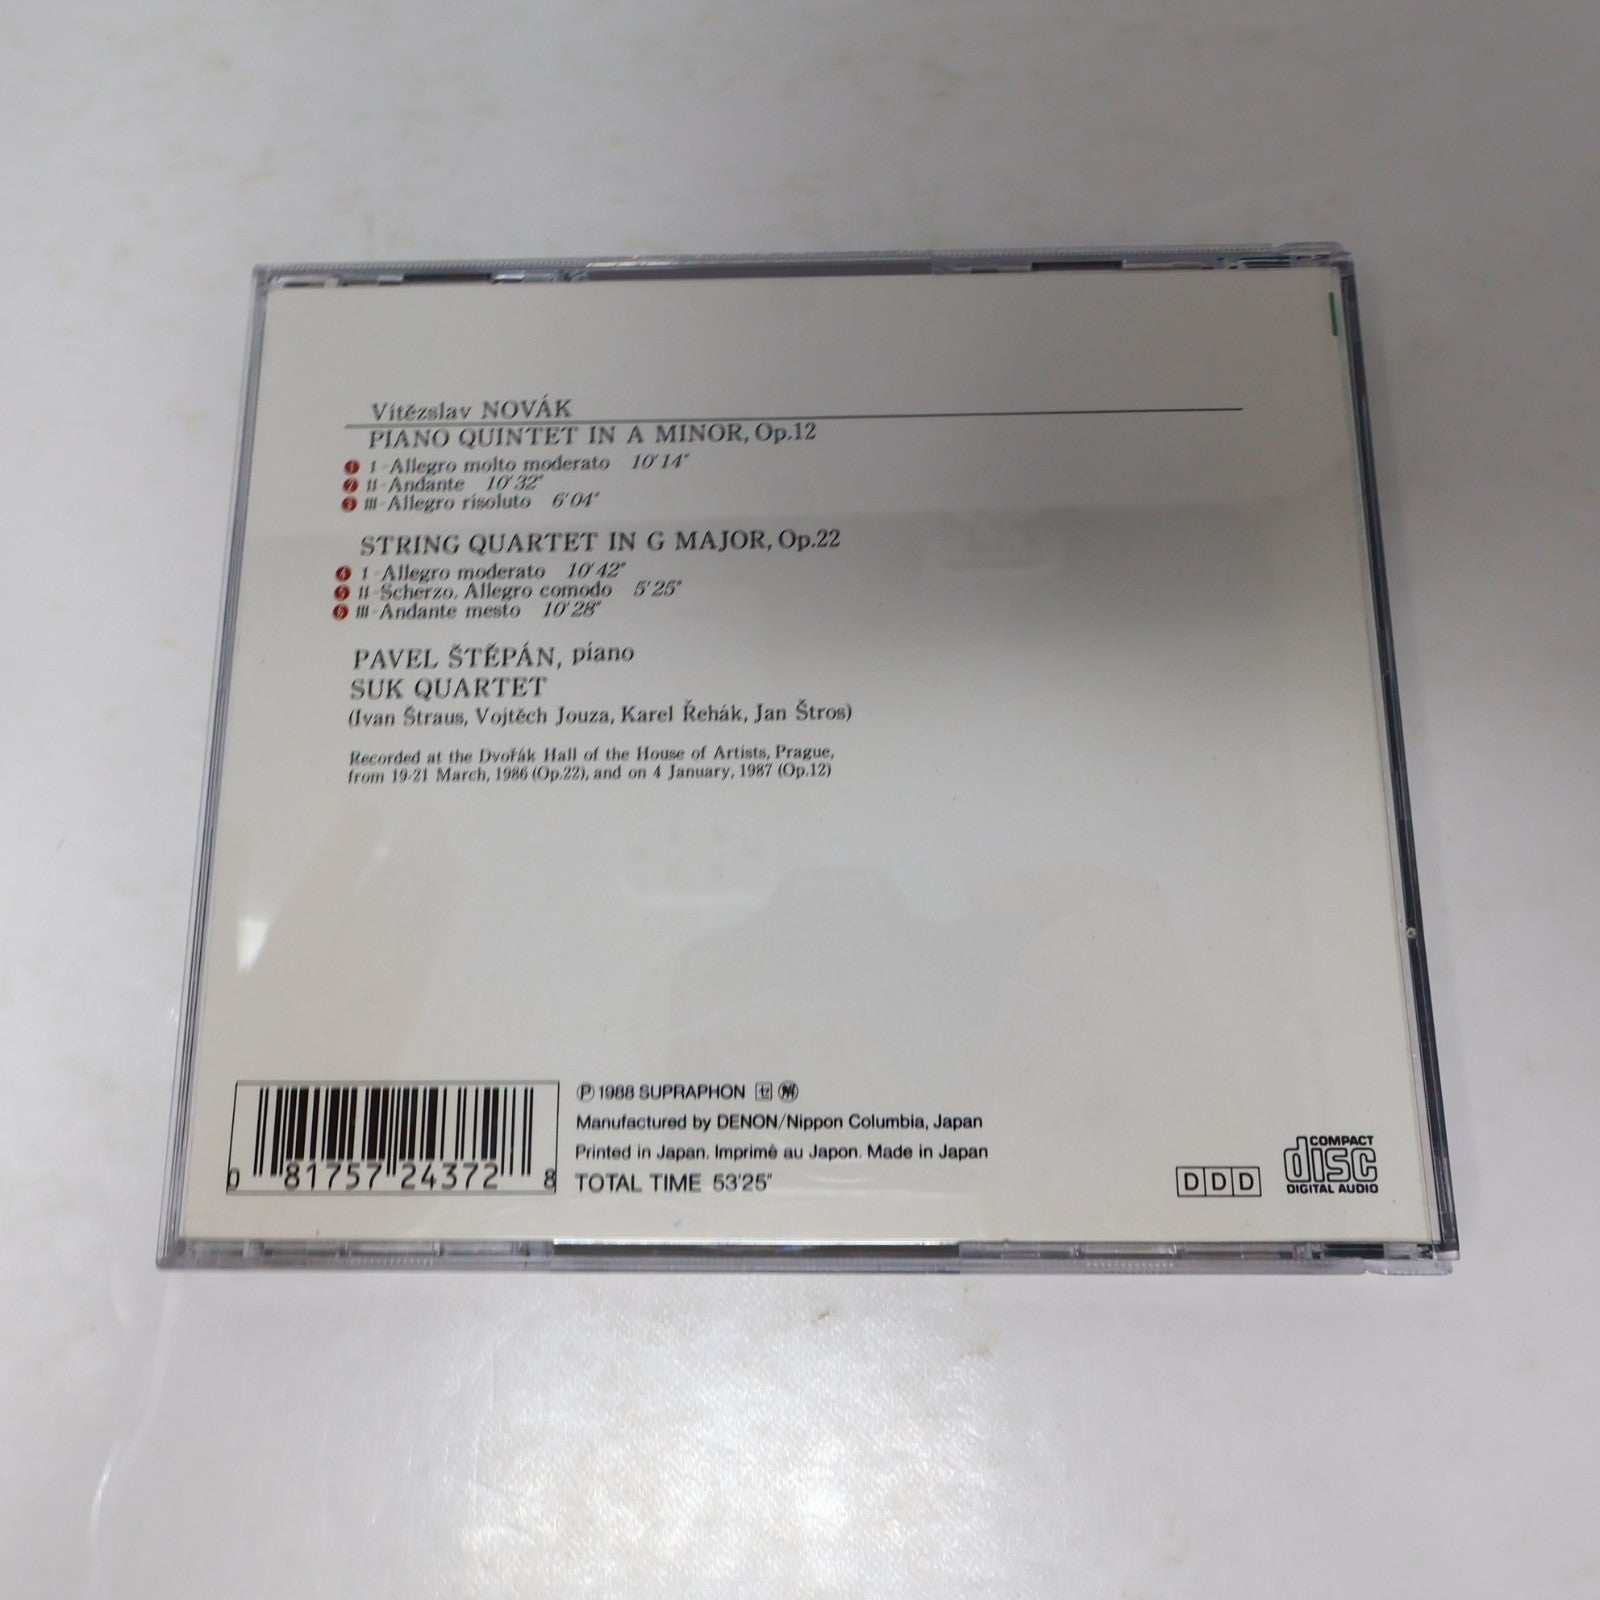 Vítězslav NOVÁK
PIANO QUINTET IN A MINOR, Op.12
1 I-Allegro molto moderato 10'14"
2 II-Andante 10'32"
3 III-Allegro risoluto 6'04"
STRING QUARTET IN G MAJOR, Op.22
4 I-Allegro moderato 10'42"
5 II-Scherzo. Allegro comodo 5'25"
6 III-Andante mesto 10'28"
PAVEL ŠTĚPÁN, piano
SUK QUARTET
(Ivan Štraus, Vojtěch Jouza, Karel Řehák, Jan Štros)
Recorded at the Dvořák Hall of the House of Artists, Prague,
from 19-21 March, 1986 (Op.22), and on 4 January, 1987 (Op.12)
Ⓟ 1988 SUPRAPHON セ 解
Manufactured by DENON/Nippon Columbia, Japan
Printed in Japan. Imprimé au Japon. Made in Japan
TOTAL TIME 53'25"
0 81757 24372 8
DDD
COMPACT
disc
DIGITAL AUDIO